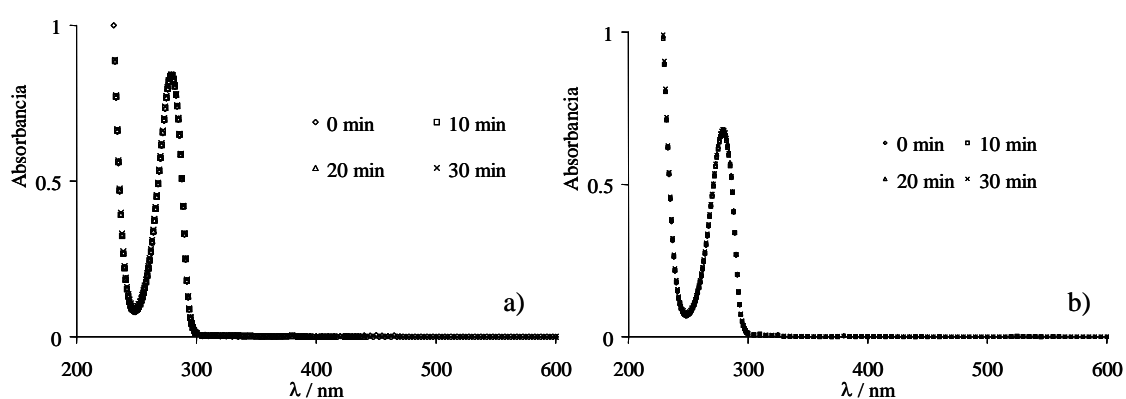 1
0.5
0
Absorbancia
◇ 0 min □ 10 min
△ 20 min × 30 min
a)
200 300 400 500 600
λ / nm
1
0.5
0
Absorbancia
◆ 0 min □ 10 min
▲ 20 min × 30 min
b)
200 300 400 500 600
λ / nm